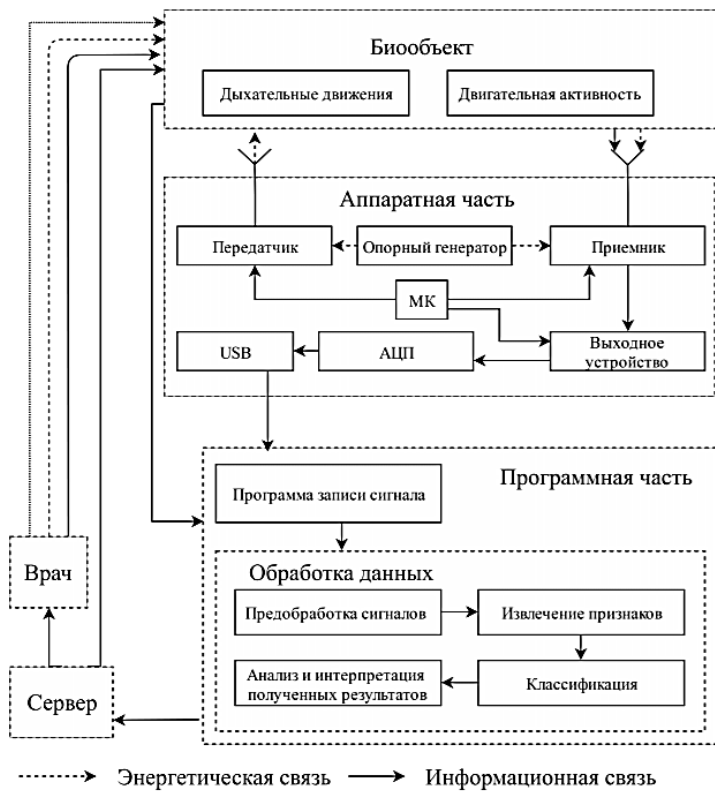 Биообъект
Дыхательные движения
Двигательная активность
Аппаратная часть
Передатчик
Опорный генератор
Приемник
МК
USB
АЦП
Выходное
устройство
Программная часть
Программа записи сигнала
Врач
Обработка данных
Предобработка сигналов
Извлечение признаков
Анализ и интерпретация
полученных результатов
Классификация
Сервер
Энергетическая связь
Информационная связь